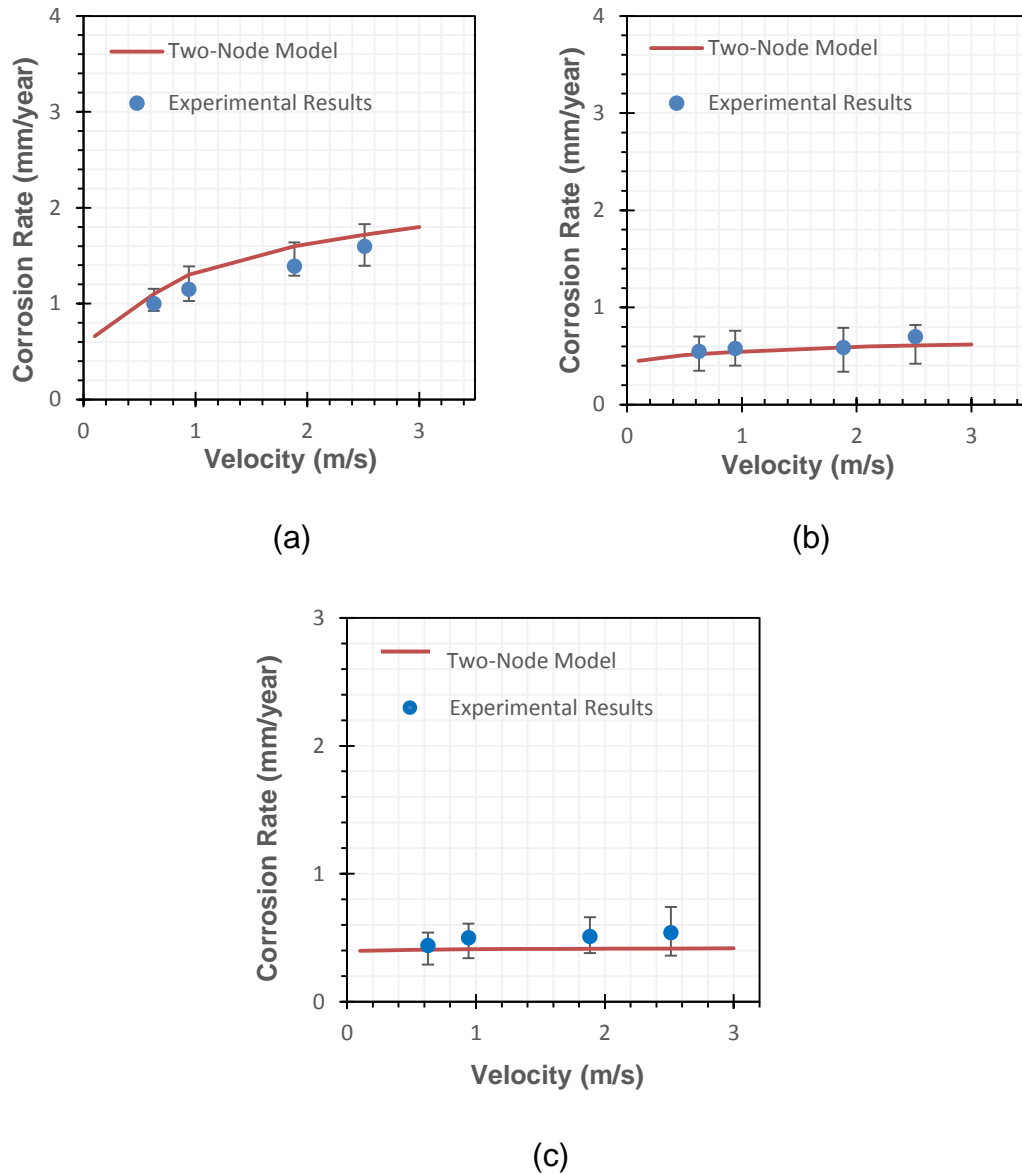 4
3
2
1
0
0
1
2
3
Corrosion Rate (mm/year)
Velocity (m/s)
Two-Node Model
Experimental Results
(a)
4
3
2
1
0
0
1
2
3
Corrosion Rate (mm/year)
Velocity (m/s)
Two-Node Model
Experimental Results
(b)
3
2
1
0
0
1
2
3
Corrosion Rate (mm/year)
Velocity (m/s)
Two-Node Model
Experimental Results
(c)